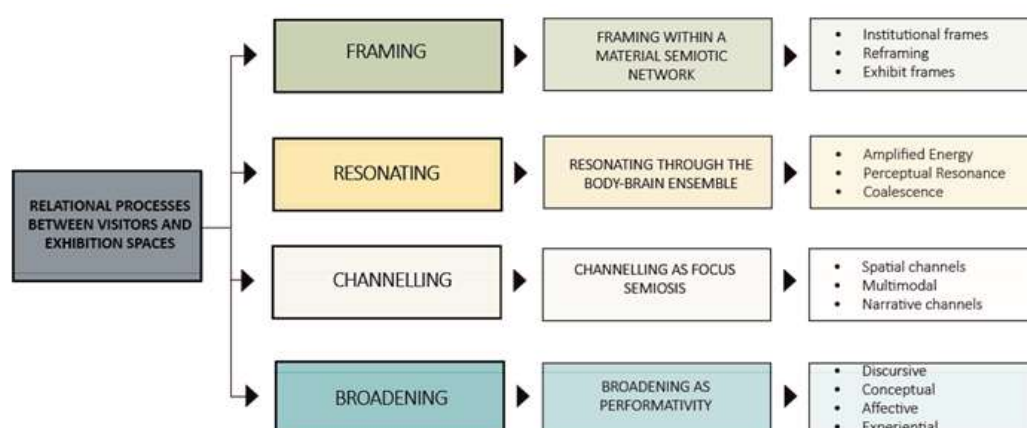 RELATIONAL PROCESSES
BETWEEN VISITORS AND
EXHIBITION SPACES
FRAMING
FRAMING WITHIN A
MATERIAL SEMIOTIC
NETWORK
• Institutional frames
• Reframing
• Exhibit frames
RESONATING
RESONATING THROUGH THE
BODY-BRAIN ENSEMBLE
• Amplified Energy
• Perceptual Resonance
• Coalescence
CHANNELLING
CHANNELLING AS FOCUS
SEMIOSIS
• Spatial channels
• Multimodal
• Narrative channels
BROADENING
BROADENING AS
PERFORMATIVITY
• Discursive
• Conceptual
• Affective
• Experiential